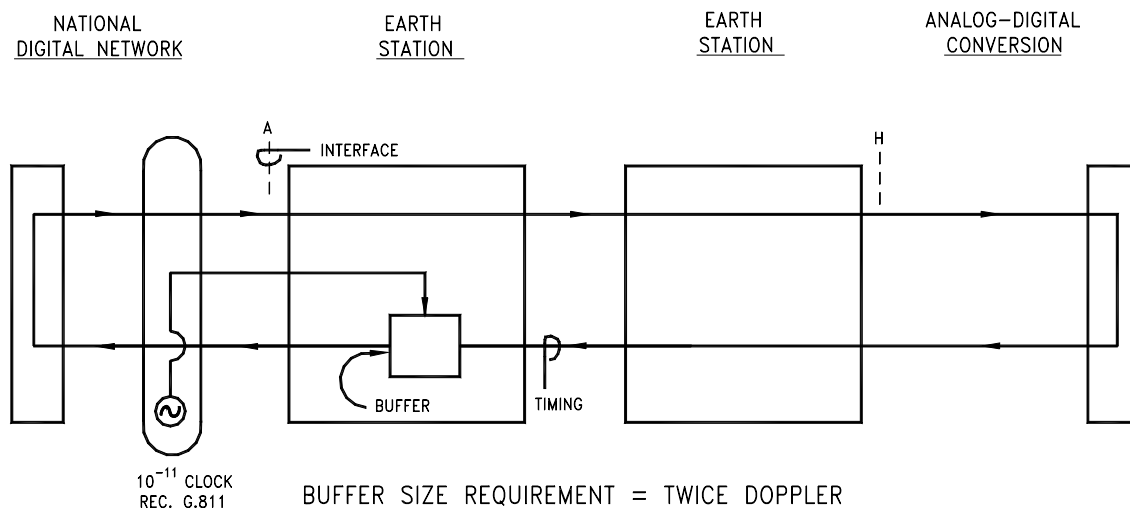 NATIONAL
DIGITAL NETWORK
EARTH
STATION
EARTH
STATION
ANALOG-DIGITAL
CONVERSION
A
INTERFACE
H
BUFFER
TIMING
10⁻¹¹ CLOCK
REC. G.811
BUFFER SIZE REQUIREMENT = TWICE DOPPLER